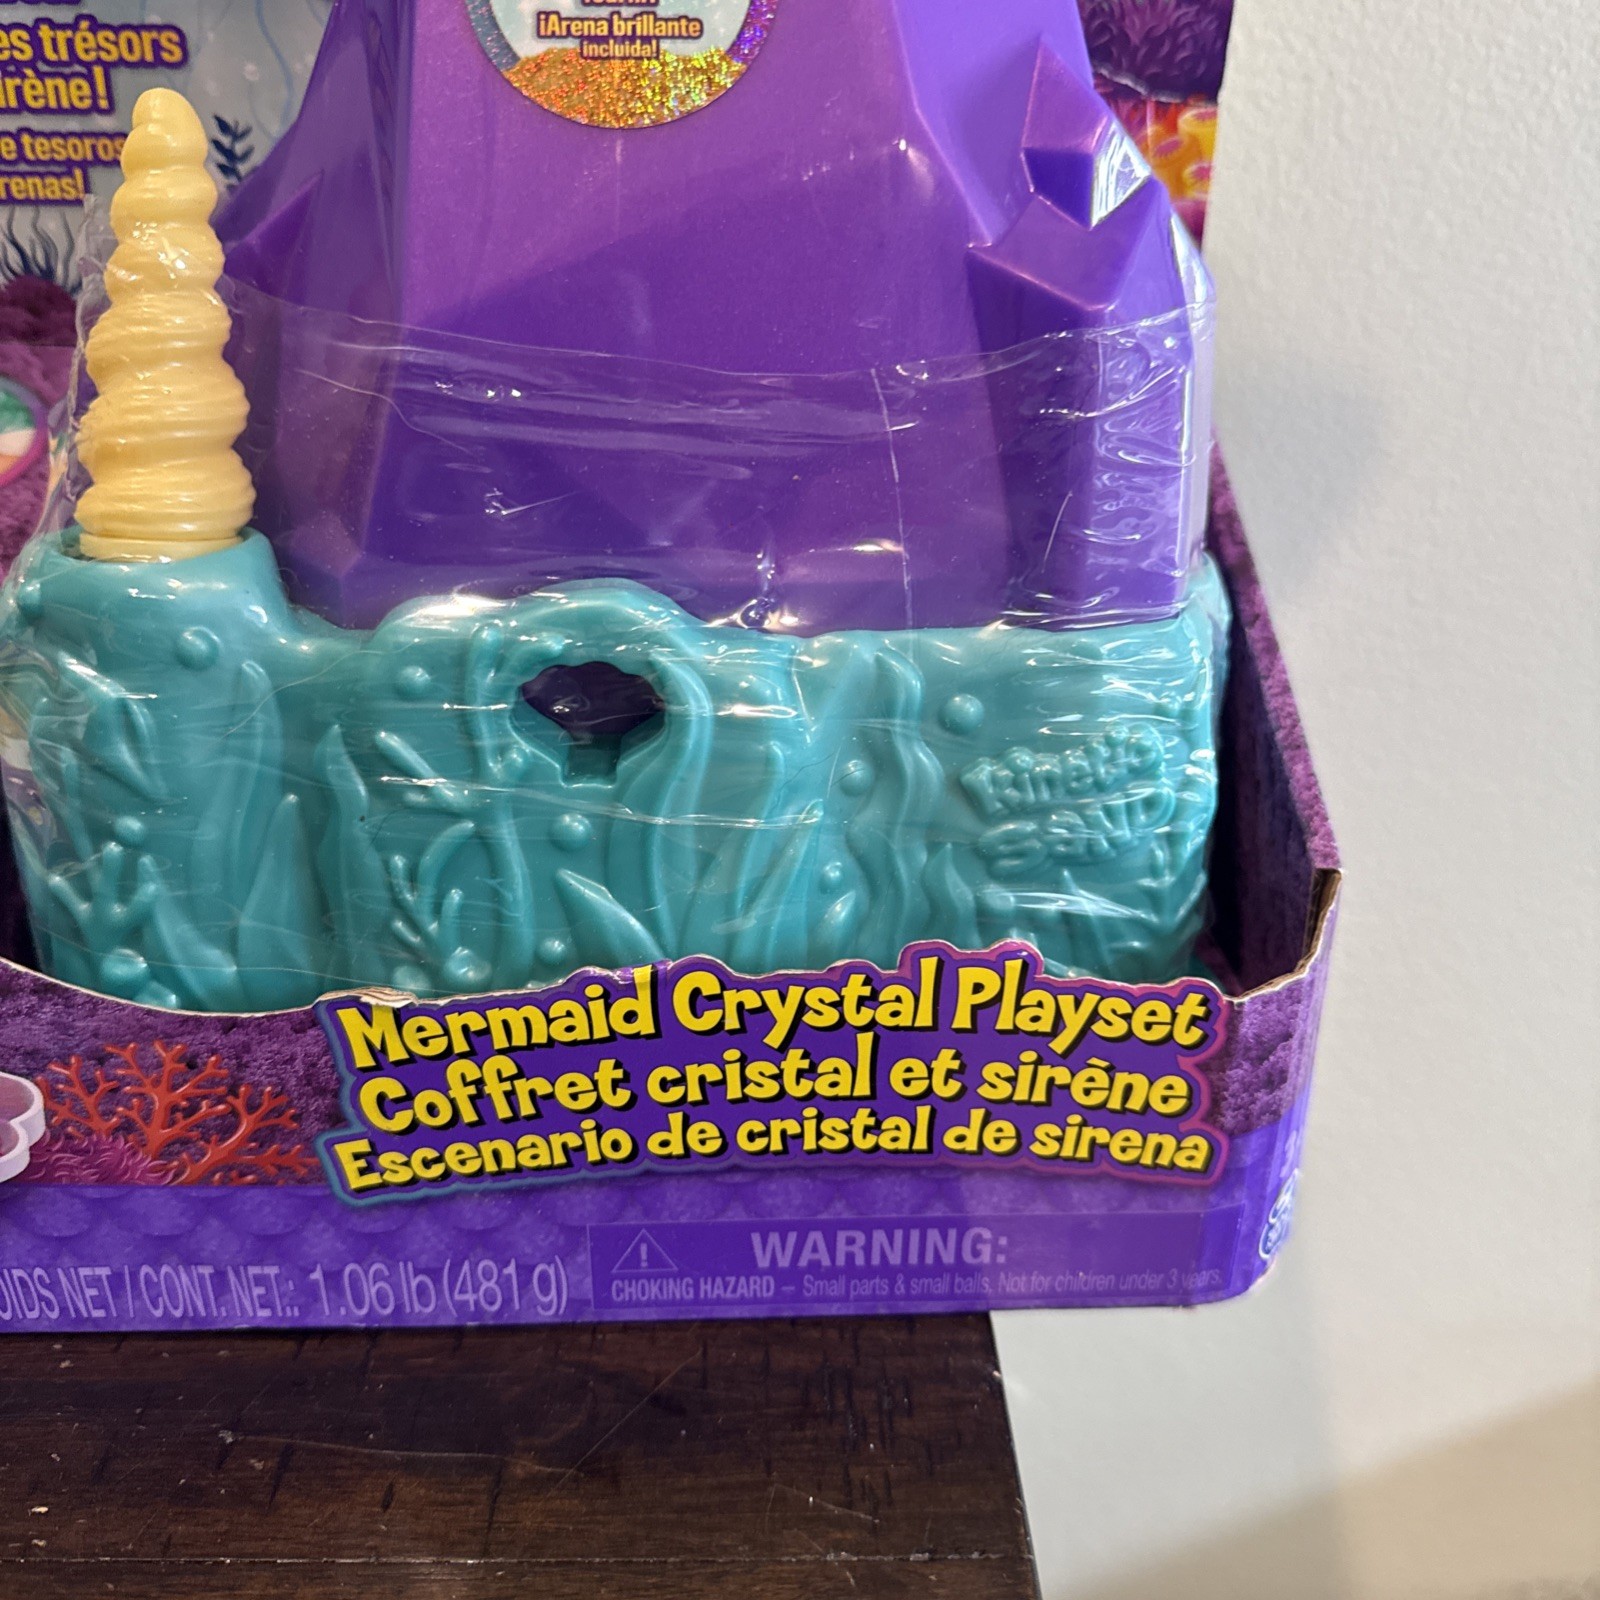 es trésors
irène!
e tesoros
renas!
¡Arena brillante
incluida!
Kinetic
Sand
Mermaid Crystal Playset
Coffret cristal et sirène
Escenario de cristal de sirena
OIDS NET / CONT. NET.: 1.06 lb (481 g)
WARNING:
CHOKING HAZARD – Small parts & small balls. Not for children under 3 years.